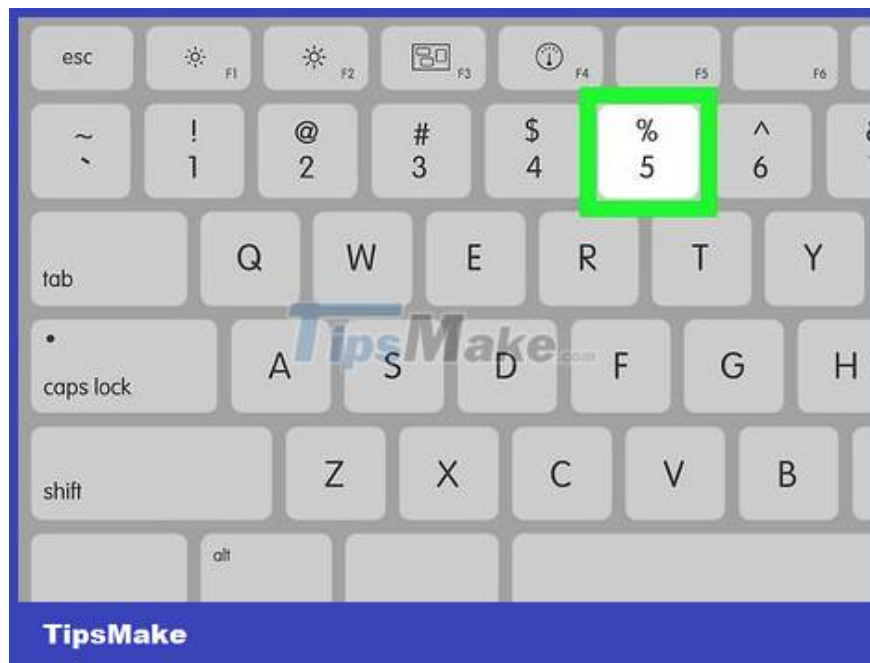 esc F1 F2 F3 F4 F5 F6
~ ! @ # $ % ^
` 1 2 3 4 5 6
tab Q W E R T Y
TipsMake.com
caps lock A S D F G H
shift Z X C V B
alt
TipsMake